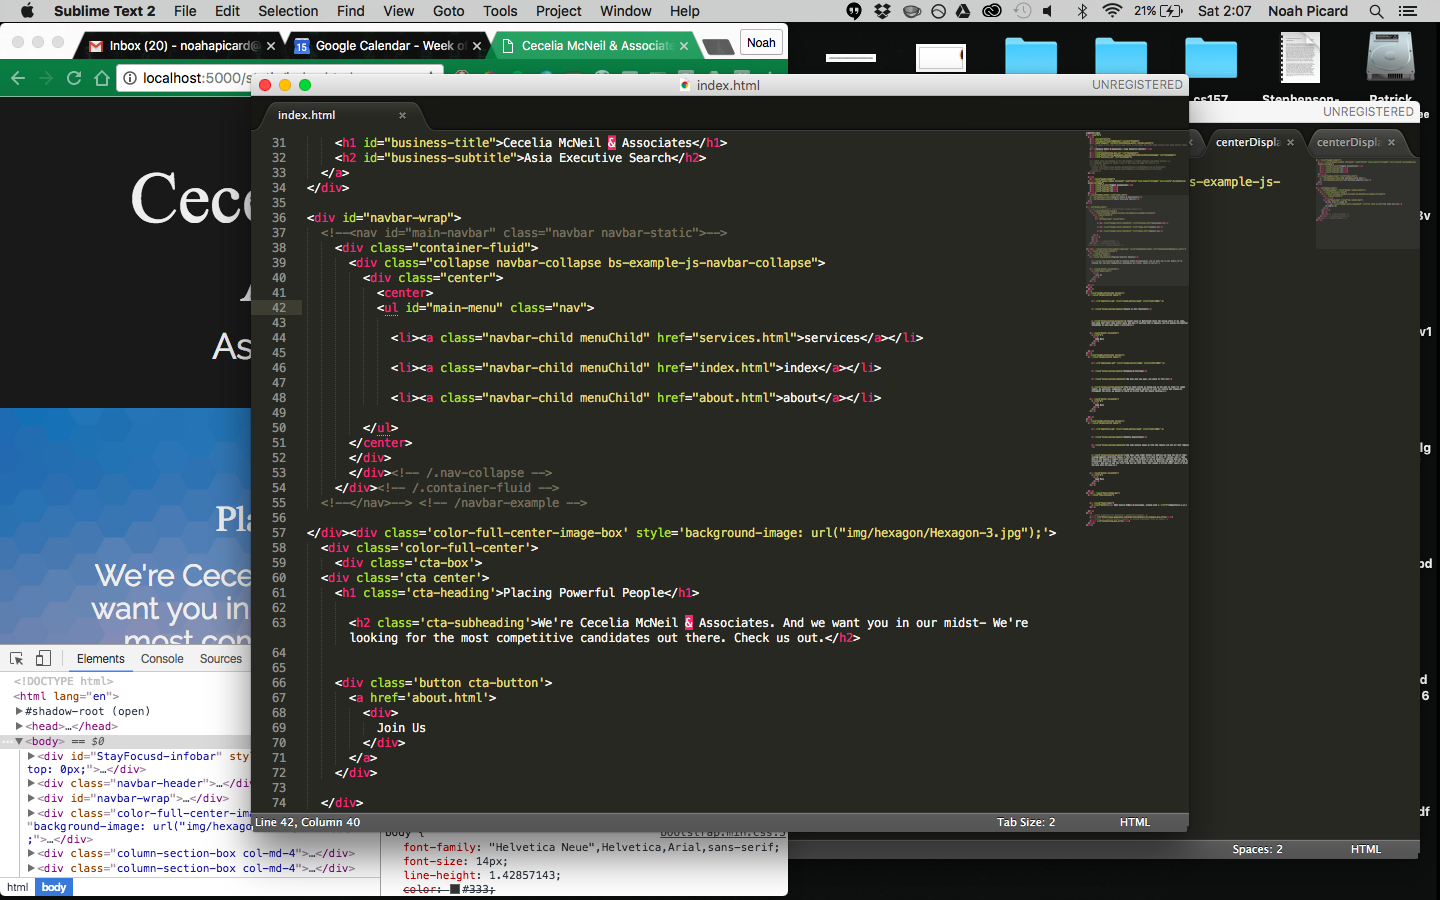 Sublime Text 2 File Edit Selection Find View Goto Tools Project Window Help 21% Sat 2:07 Noah Picard
Inbox (20) - noahapicard@ Google Calendar - Week of Cecelia McNeil & Associate Noah
localhost:5000/s
index.html UNREGISTERED
cs157 Stephenson- Patrick
UNREGISTERED
index.html
centerDispla centerDispla
s-example-js-
Cece
A
As
Pla
We're Cece
want you in
most com
31 <h1 id="business-title">Cecelia McNeil & Associates</h1>
32 <h2 id="business-subtitle">Asia Executive Search</h2>
33 </a>
34 </div>
35
36 <div id="navbar-wrap">
37 <!--<nav id="main-navbar" class="navbar navbar-static">-->
38 <div class="container-fluid">
39 <div class="collapse navbar-collapse bs-example-js-navbar-collapse">
40 <div class="center">
41 <center>
42 <ul id="main-menu" class="nav">
43
44 <li><a class="navbar-child menuChild" href="services.html">services</a></li>
45
46 <li><a class="navbar-child menuChild" href="index.html">index</a></li>
47
48 <li><a class="navbar-child menuChild" href="about.html">about</a></li>
49
50 </ul>
51 </center>
52 </div>
53 </div><!-- /.nav-collapse -->
54 </div><!-- /.container-fluid -->
55 <!--</nav>--> <!-- /navbar-example -->
56
57 </div><div class='color-full-center-image-box' style='background-image: url("img/hexagon/Hexagon-3.jpg");'>
58 <div class='color-full-center'>
59 <div class='cta-box'>
60 <div class='cta center'>
61 <h1 class='cta-heading'>Placing Powerful People</h1>
62
63 <h2 class='cta-subheading'>We're Cecelia McNeil & Associates. And we want you in our midst- We're
looking for the most competitive candidates out there. Check us out.</h2>
64
65
66 <div class='button cta-button'>
67 <a href='about.html'>
68 <div>
69 Join Us
70 </div>
71 </a>
72 </div>
73
74 </div>
Line 42, Column 40 Tab Size: 2 HTML
Spaces: 2 HTML
Elements Console Sources
<!DOCTYPE html>
<html lang="en">
#shadow-root (open)
<head>…</head>
<body> == $0
<div id="StayFocusd-infobar" sty
top: 0px;">…</div>
<div class="navbar-header">…</div
<div id="navbar-wrap">…</div>
<div class="color-full-center-ima
"background-image: url("img/hexago
;">…</div>
<div class="column-section-box col-md-4">…</div>
<div class="column-section-box col-md-4">…</div>
html body
body { bootstrap.min.css:5
font-family: "Helvetica Neue",Helvetica,Arial,sans-serif;
font-size: 14px;
line-height: 1.42857143;
color: #333;